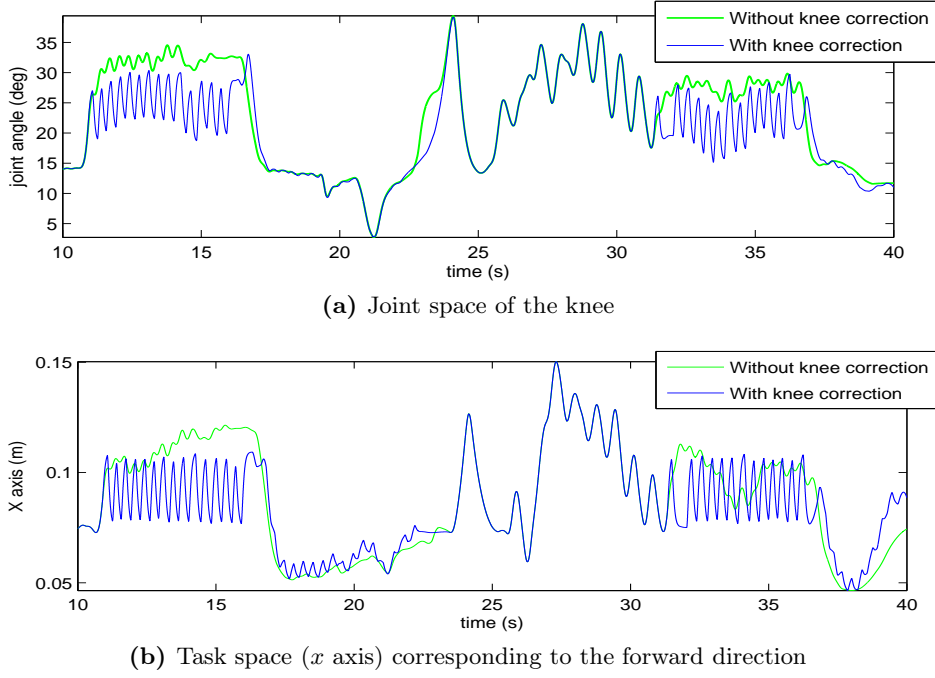 Without knee correction
With knee correction
joint angle (deg)
35
30
25
20
15
10
5
10 15 20 25 30 35 40
time (s)
(a) Joint space of the knee
Without knee correction
With knee correction
X axis (m)
0.15
0.1
0.05
10 15 20 25 30 35 40
time (s)
(b) Task space (x axis) corresponding to the forward direction